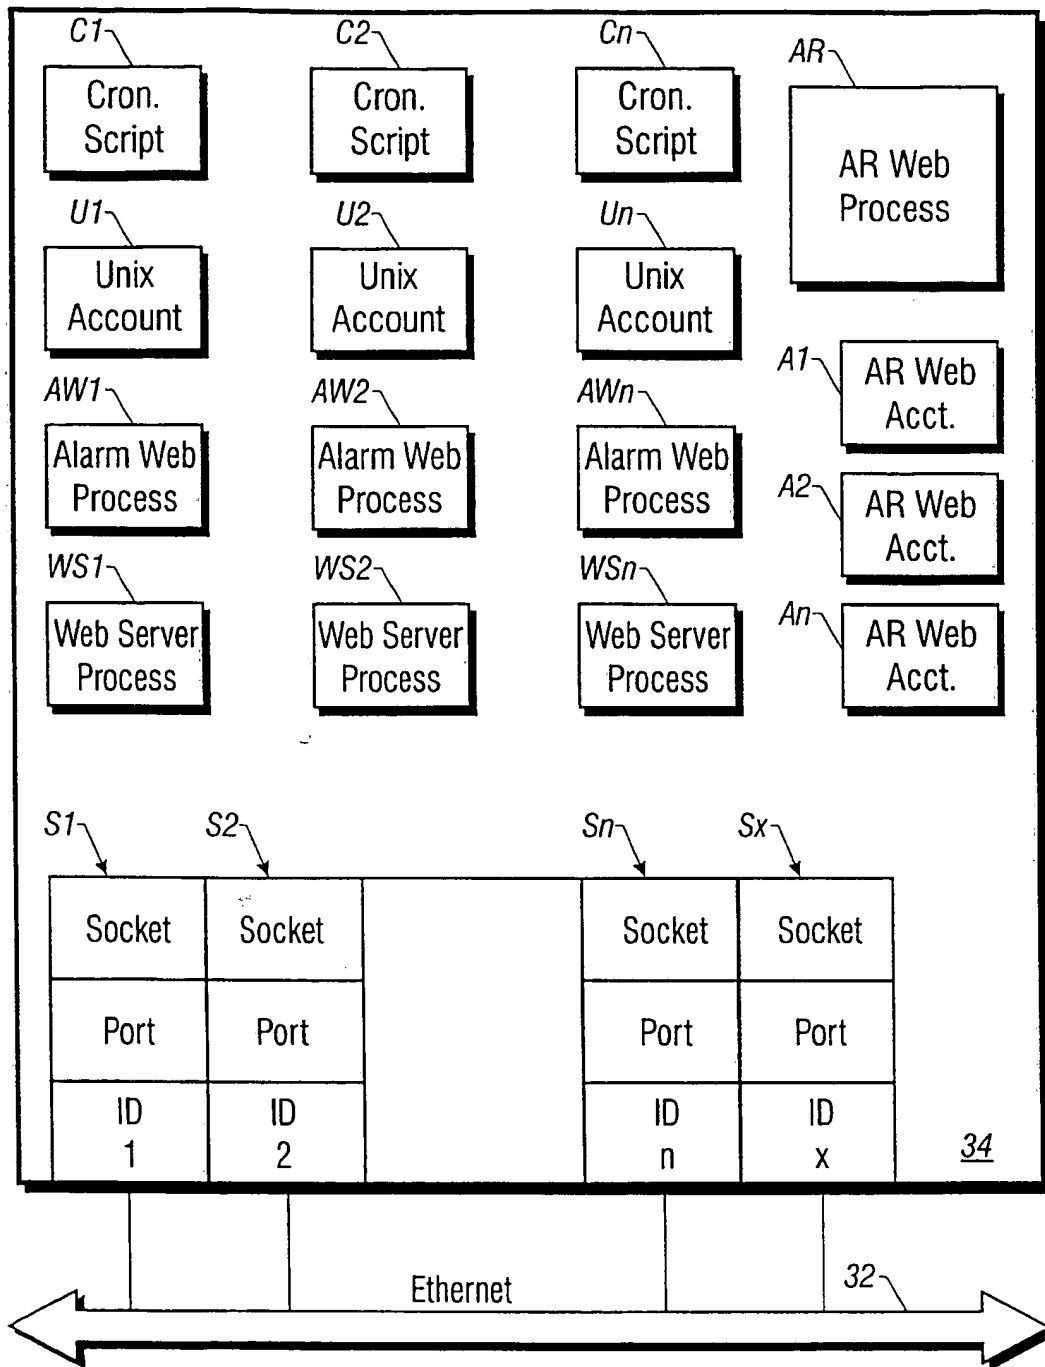 C1
C2
Cn
AR
Cron.
Script
Cron.
Script
Cron.
Script
AR Web
Process
U1
U2
Un
Unix
Account
Unix
Account
Unix
Account
A1
AR Web
Acct.
AW1
AW2
AWn
Alarm Web
Process
Alarm Web
Process
Alarm Web
Process
A2
AR Web
Acct.
WS1
WS2
WSn
An
Web Server
Process
Web Server
Process
Web Server
Process
AR Web
Acct.
S1
S2
Sn
Sx
Socket
Socket
Socket
Socket
Port
Port
Port
Port
ID
1
ID
2
ID
n
ID
x
34
Ethernet
32